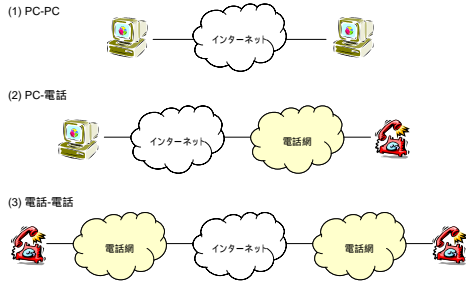 (1) PC-PC
インターネット
(2) PC-電話
インターネット 電話網
(3) 電話-電話
電話網 インターネット 電話網